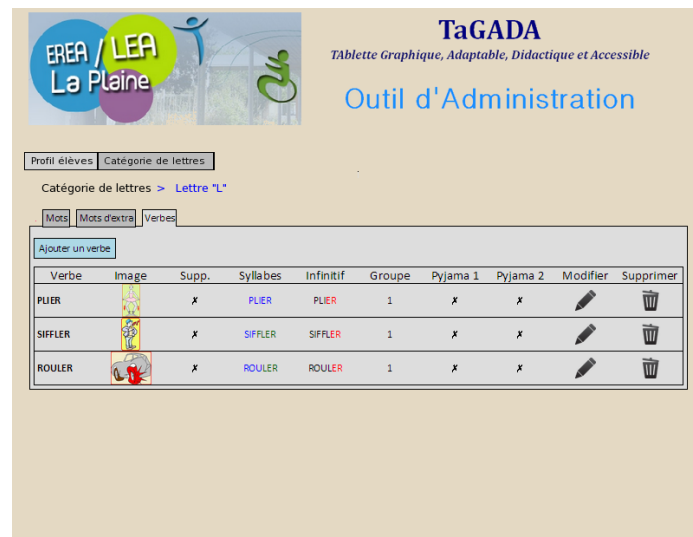 EREA / LEA
La Plaine
TaGADA
TAblette Graphique, Adaptable, Didactique et Accessible
Outil d'Administration
Profil élèves Catégorie de lettres
Catégorie de lettres > Lettre "L"
Mots Mots d'extra Verbes
Ajouter un verbe
Verbe Image Supp. Syllabes Infinitif Groupe Pyjama 1 Pyjama 2 Modifier Supprimer
PLIER ✗ PLIER PLIER 1 ✗ ✗
SIFFLER ✗ SIFFLER SIFFLER 1 ✗ ✗
ROULER ✗ ROULER ROULER 1 ✗ ✗